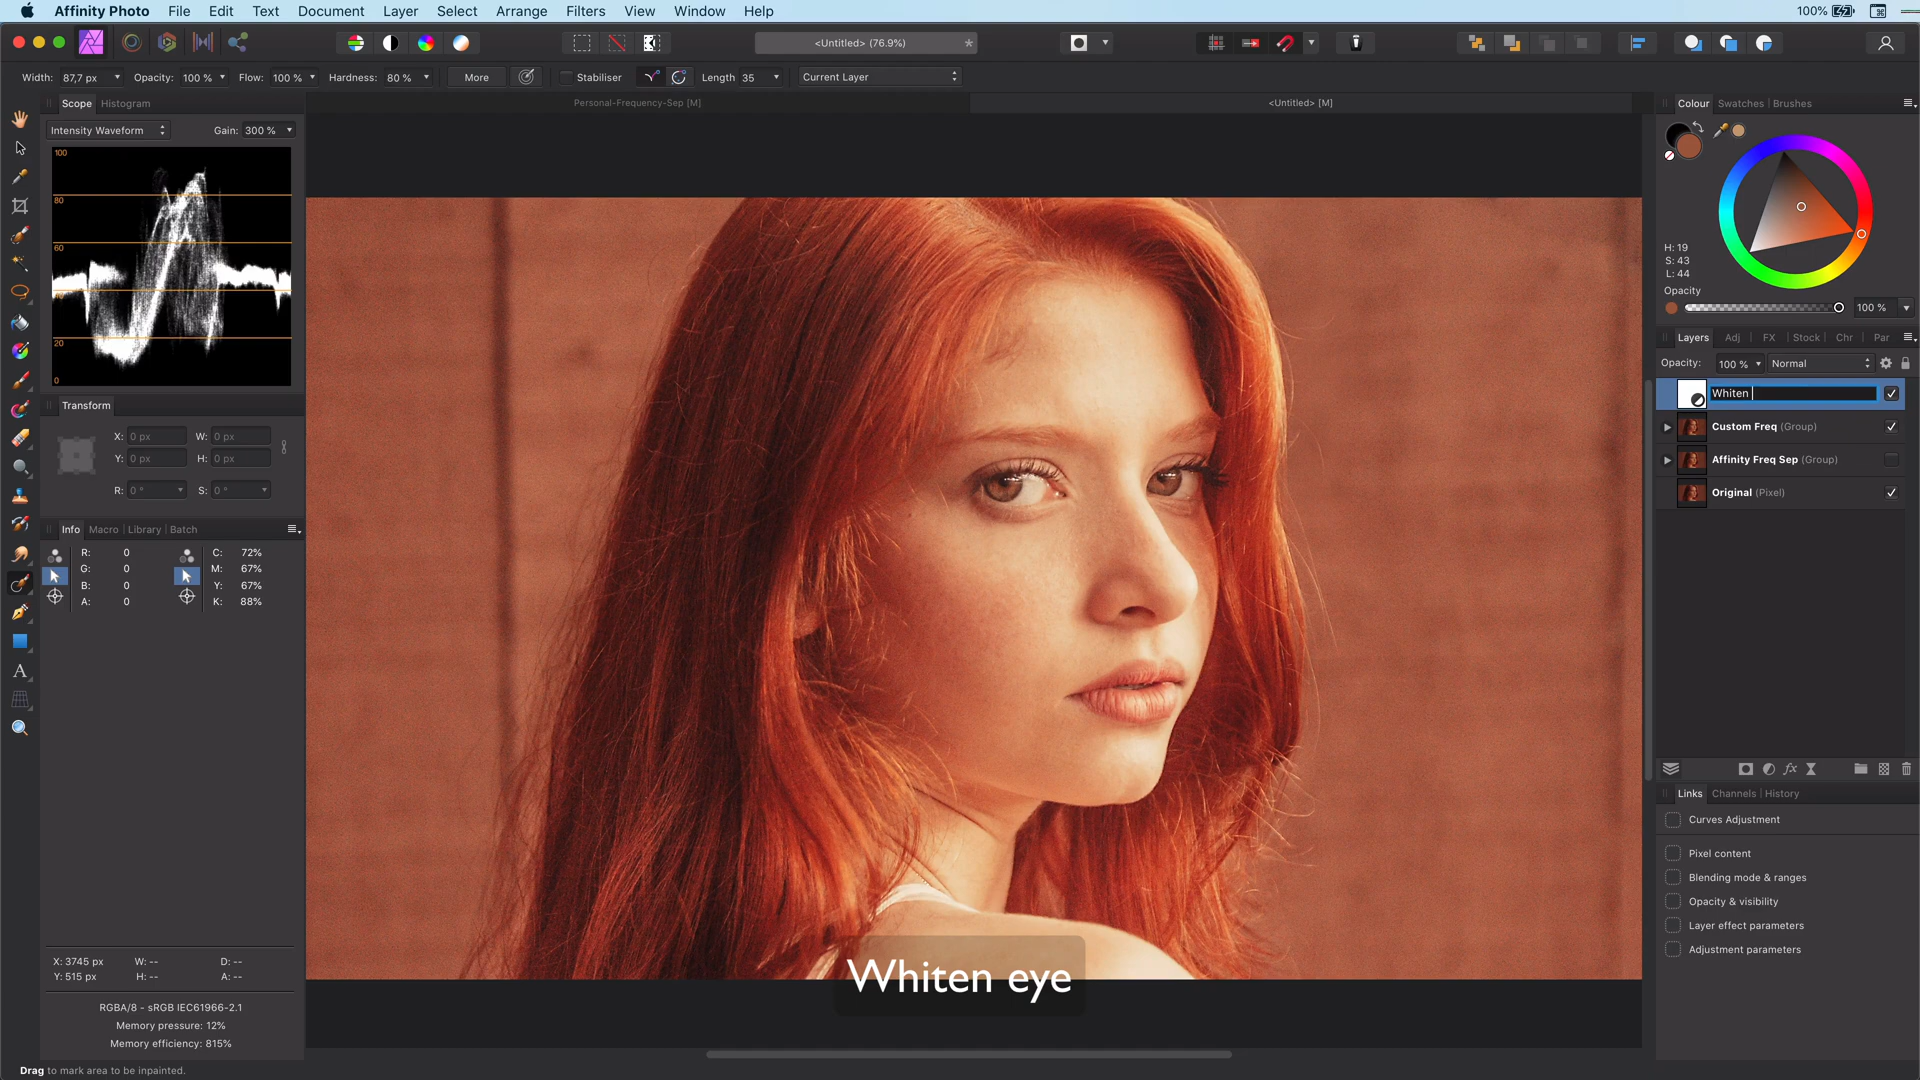 Affinity Photo File Edit Text Document Layer Select Arrange Filters View Window Help 100%
<Untitled> (76.9%) *
Width: 87,7 px Opacity: 100 % Flow: 100 % Hardness: 80 % More Stabiliser Length 35 Current Layer
Scope Histogram
Personal-Frequency-Sep [M] <Untitled> [M]
Colour Swatches Brushes
Intensity Waveform Gain: 300 %
100
80
60
40
20
0
H: 19
S: 43
L: 44
Opacity
100 %
Layers Adj FX Stock Chr Par
Opacity: 100 % Normal
Whiten
Custom Freq (Group)
Affinity Freq Sep (Group)
Original (Pixel)
Transform
X: 0 px W: 0 px
Y: 0 px H: 0 px
R: 0 ° S: 0 °
Info Macro Library Batch
R: 0 C: 72%
G: 0 M: 67%
B: 0 Y: 67%
A: 0 K: 88%
Links Channels History
Curves Adjustment
Pixel content
Blending mode & ranges
Opacity & visibility
Layer effect parameters
Adjustment parameters
X: 3745 px W: -- D: --
Y: 515 px H: -- A: --
RGBA/8 - sRGB IEC61966-2.1
Memory pressure: 12%
Memory efficiency: 815%
Whiten eye
Drag to mark area to be inpainted.